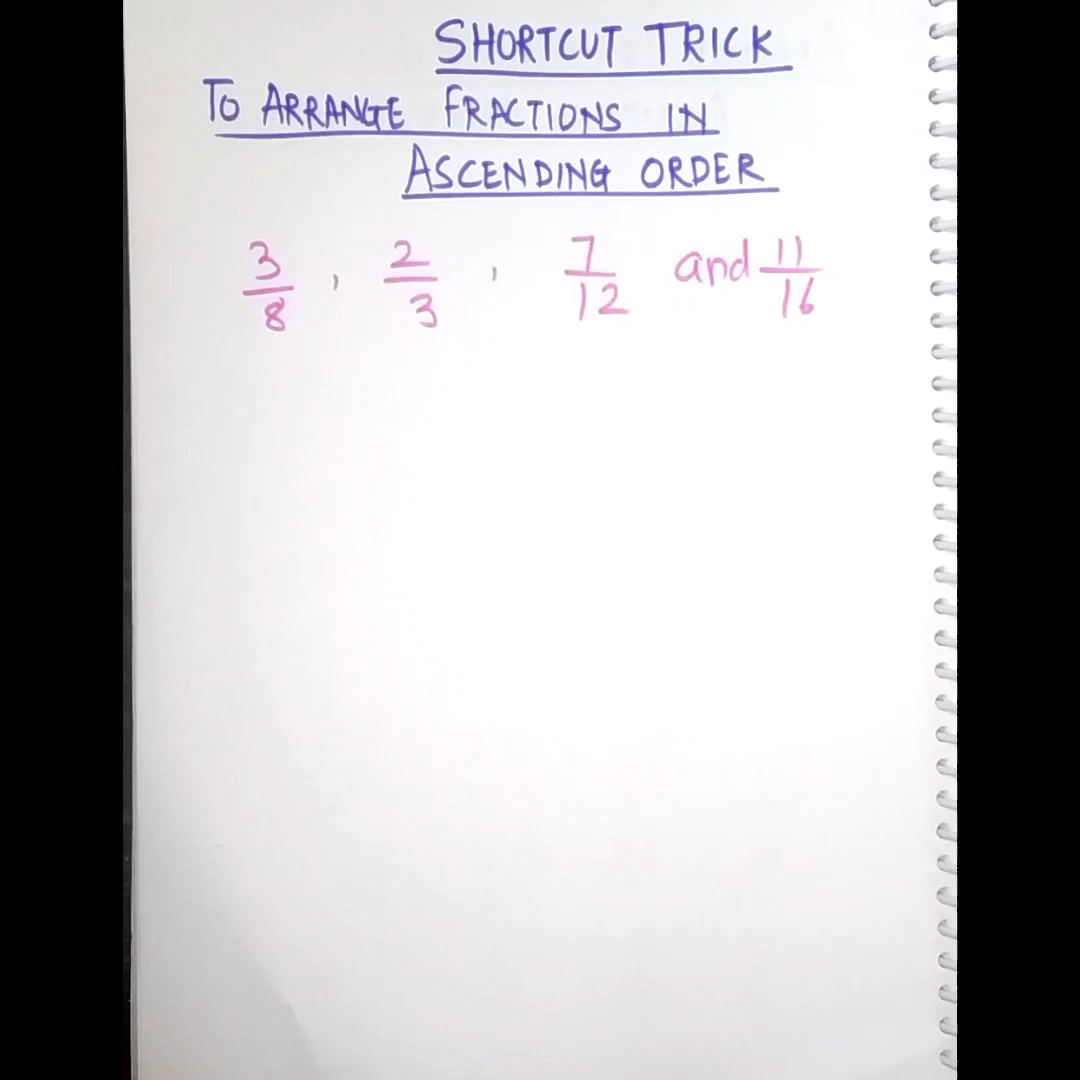 SHORTCUT TRICK
TO ARRANGE FRACTIONS IN
ASCENDING ORDER
3/8 , 2/3 , 7/12 and 11/16